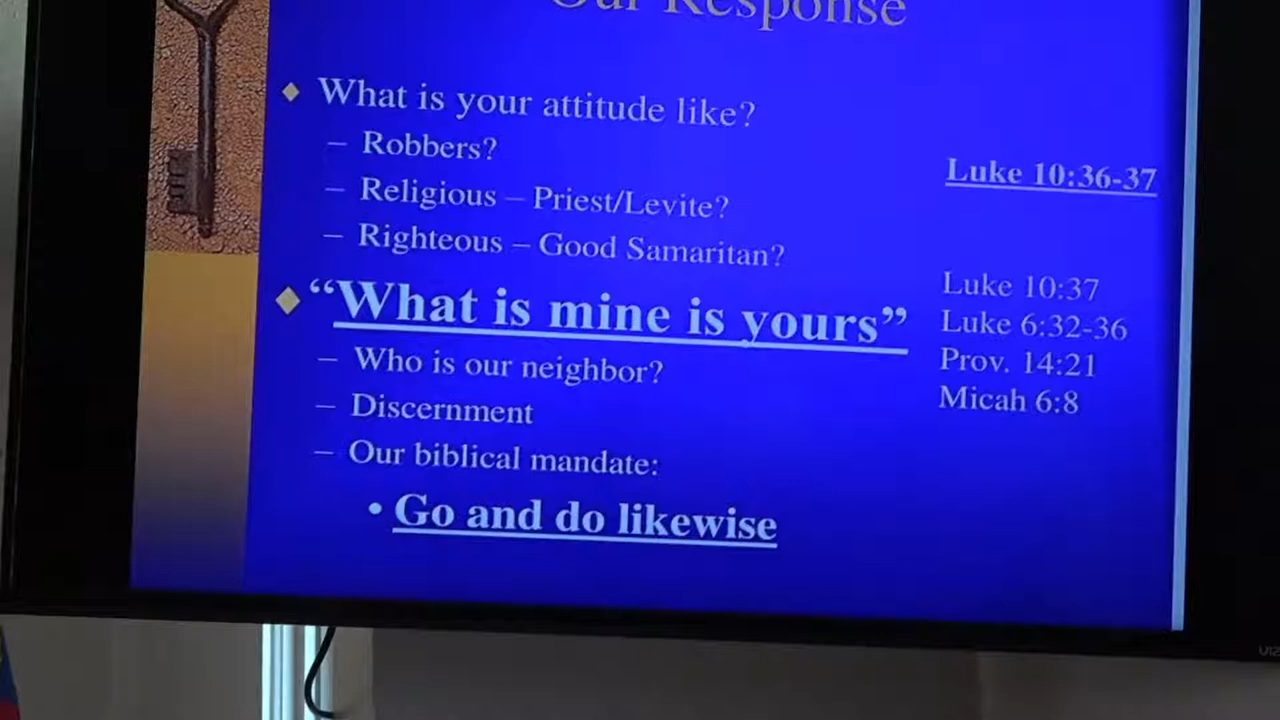 Our Response
What is your attitude like?
– Robbers?
Luke 10:36-37
– Religious – Priest/Levite?
– Righteous – Good Samaritan?
“What is mine is yours”
Luke 10:37
Luke 6:32-36
Prov. 14:21
Micah 6:8
– Who is our neighbor?
– Discernment
– Our biblical mandate:
• Go and do likewise